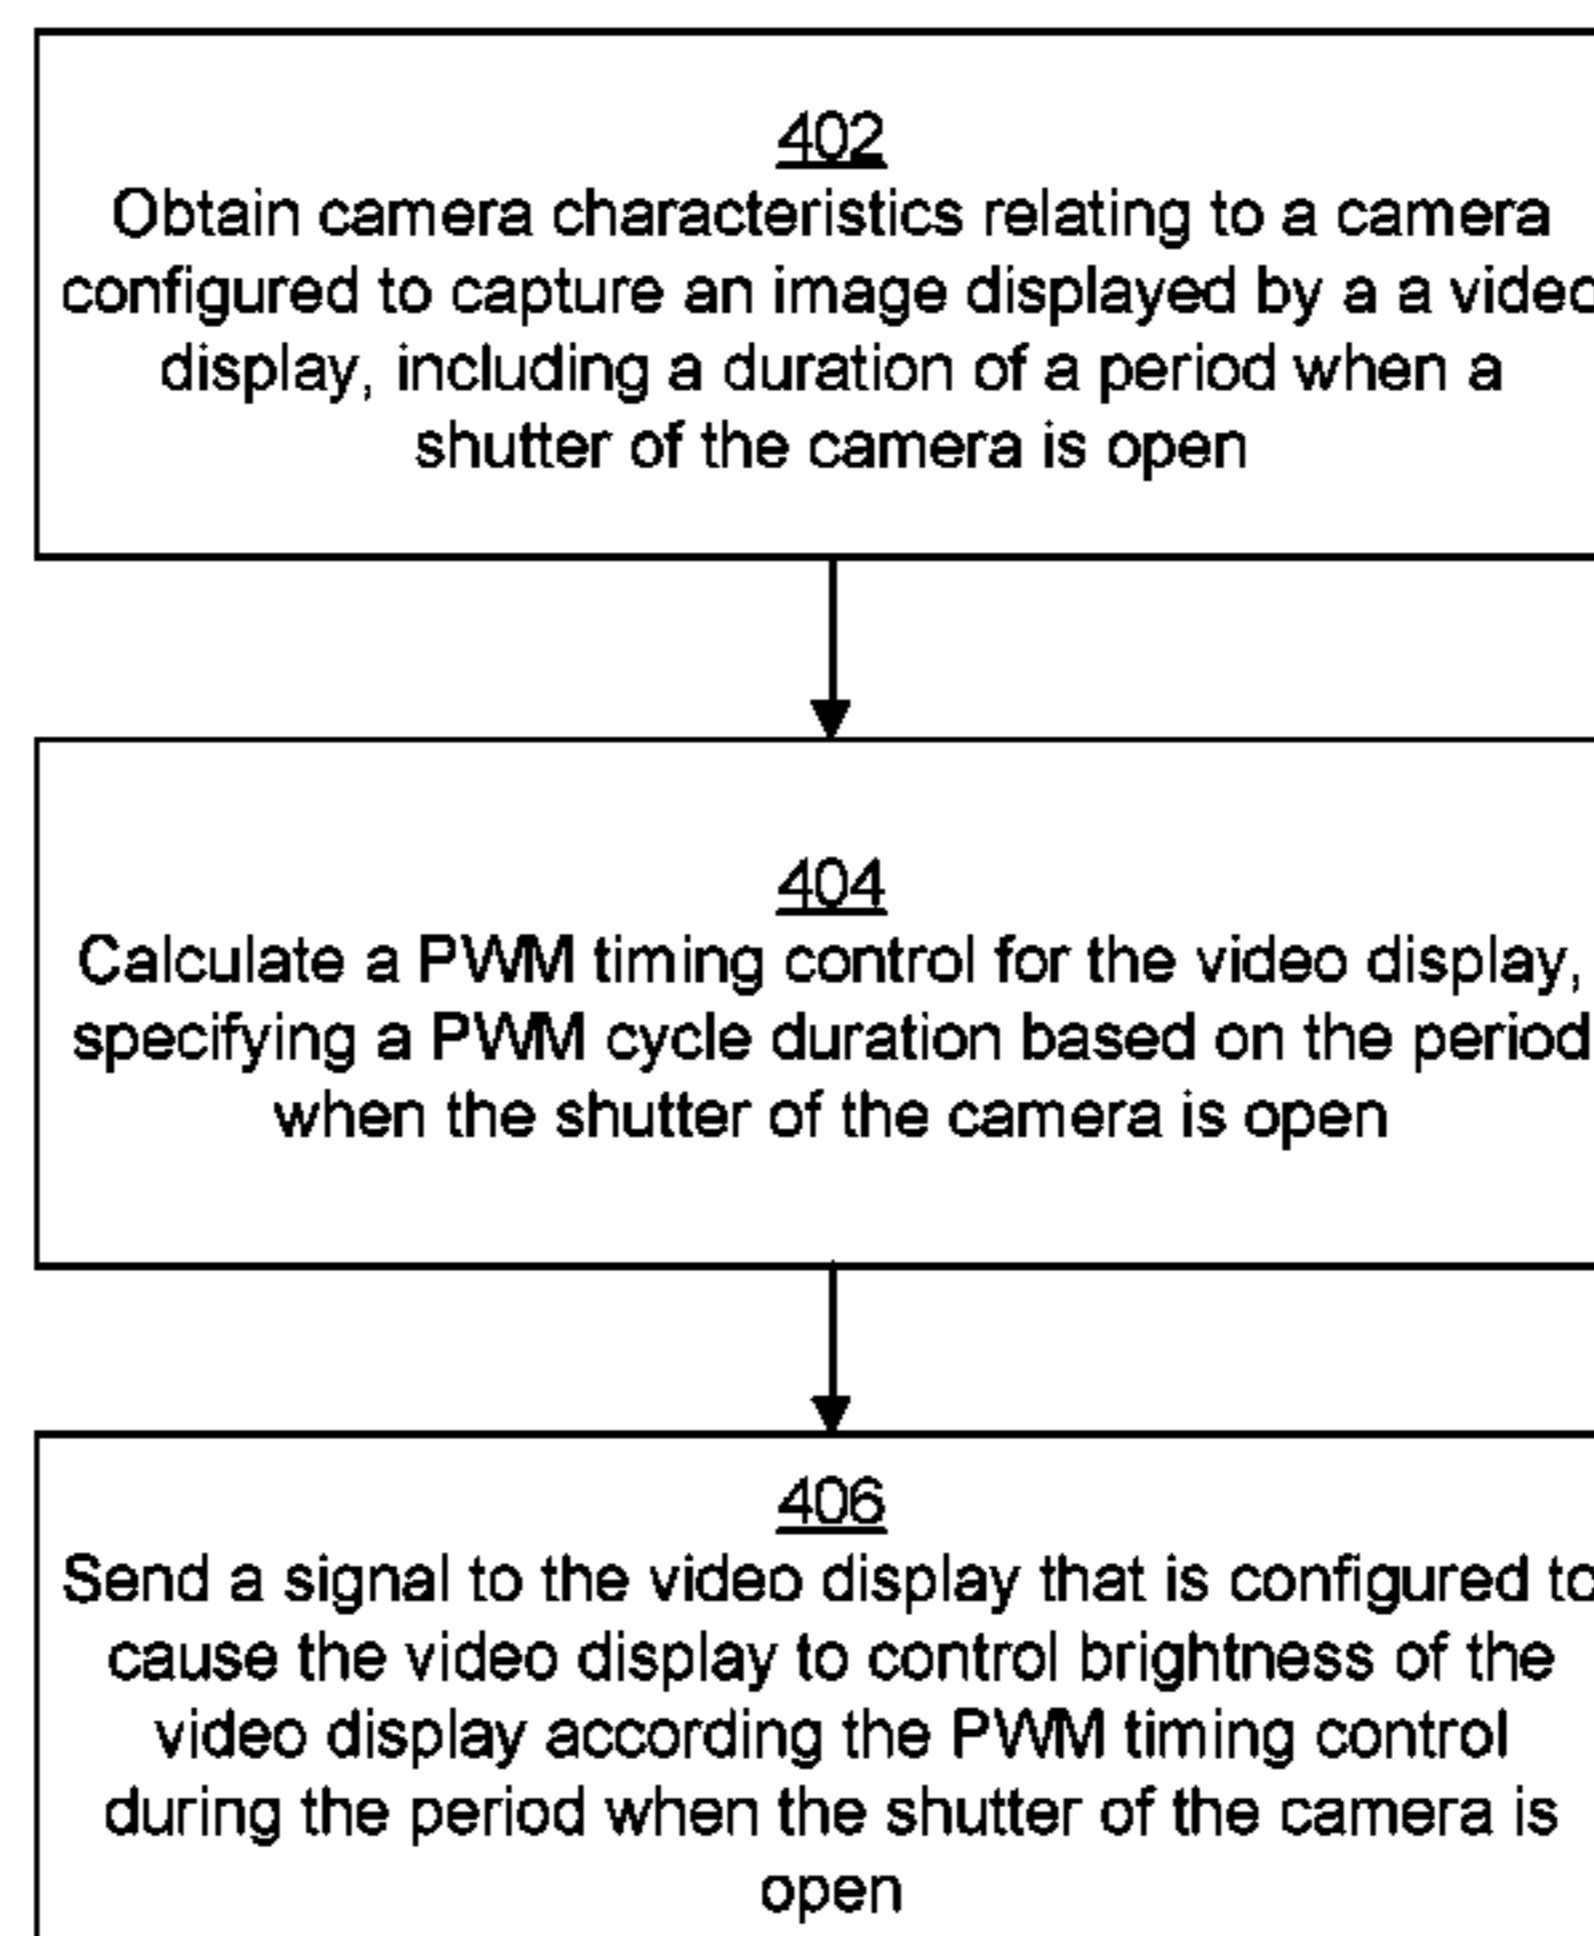 402
Obtain camera characteristics relating to a camera
configured to capture an image displayed by a a video
display, including a duration of a period when a
shutter of the camera is open
404
Calculate a PWM timing control for the video display,
specifying a PWM cycle duration based on the period
when the shutter of the camera is open
406
Send a signal to the video display that is configured to
cause the video display to control brightness of the
video display according the PWM timing control
during the period when the shutter of the camera is
open